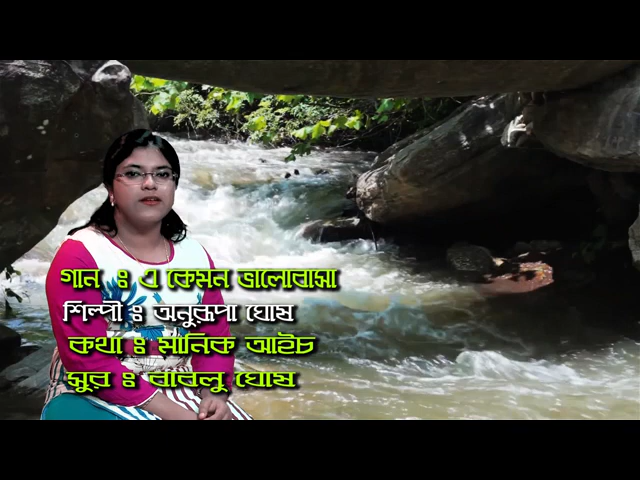 গান ঃ এ কেমন ভালোবাসা
শিল্পী ঃ অনুরূপা ঘোষ
কথা ঃ মানিক আইচ
সুর ঃ বাবলু ঘোষ